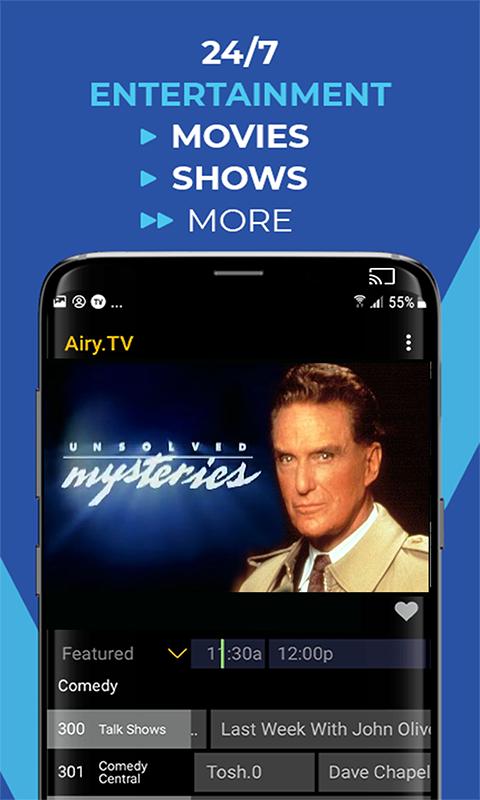 24/7
ENTERTAINMENT
MOVIES
SHOWS
MORE
TV ... 55%
Airy.TV
UNSOLVED
mysteries
Featured 11:30a 12:00p
Comedy
300 Talk Shows .. Last Week With John Olive
301 Comedy Central Tosh.0 Dave Chapel